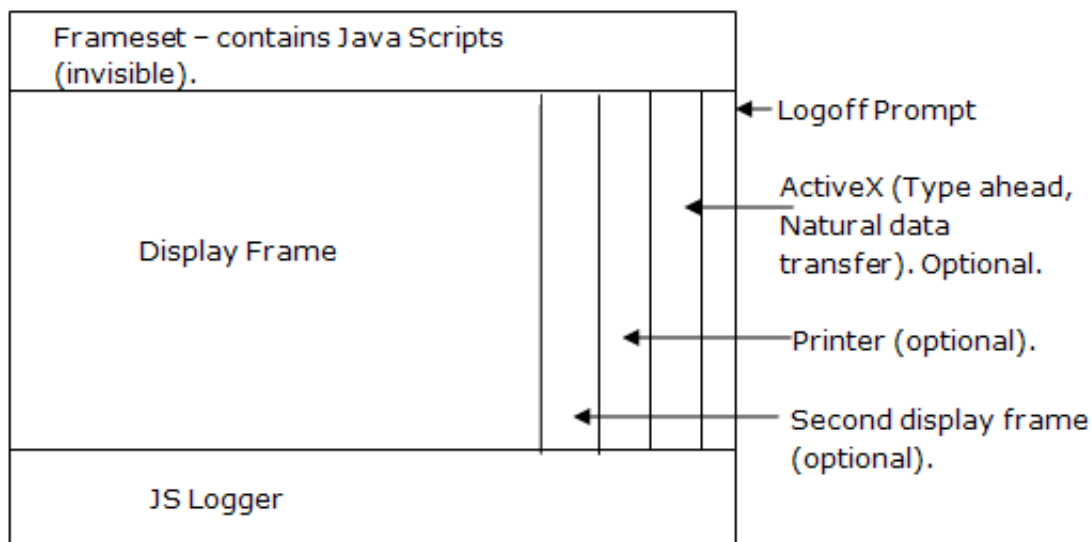 Frameset – contains Java Scripts
(invisible).
Logoff Prompt
ActiveX (Type ahead,
Natural data
transfer). Optional.
Display Frame
Printer (optional).
Second display frame
(optional).
JS Logger